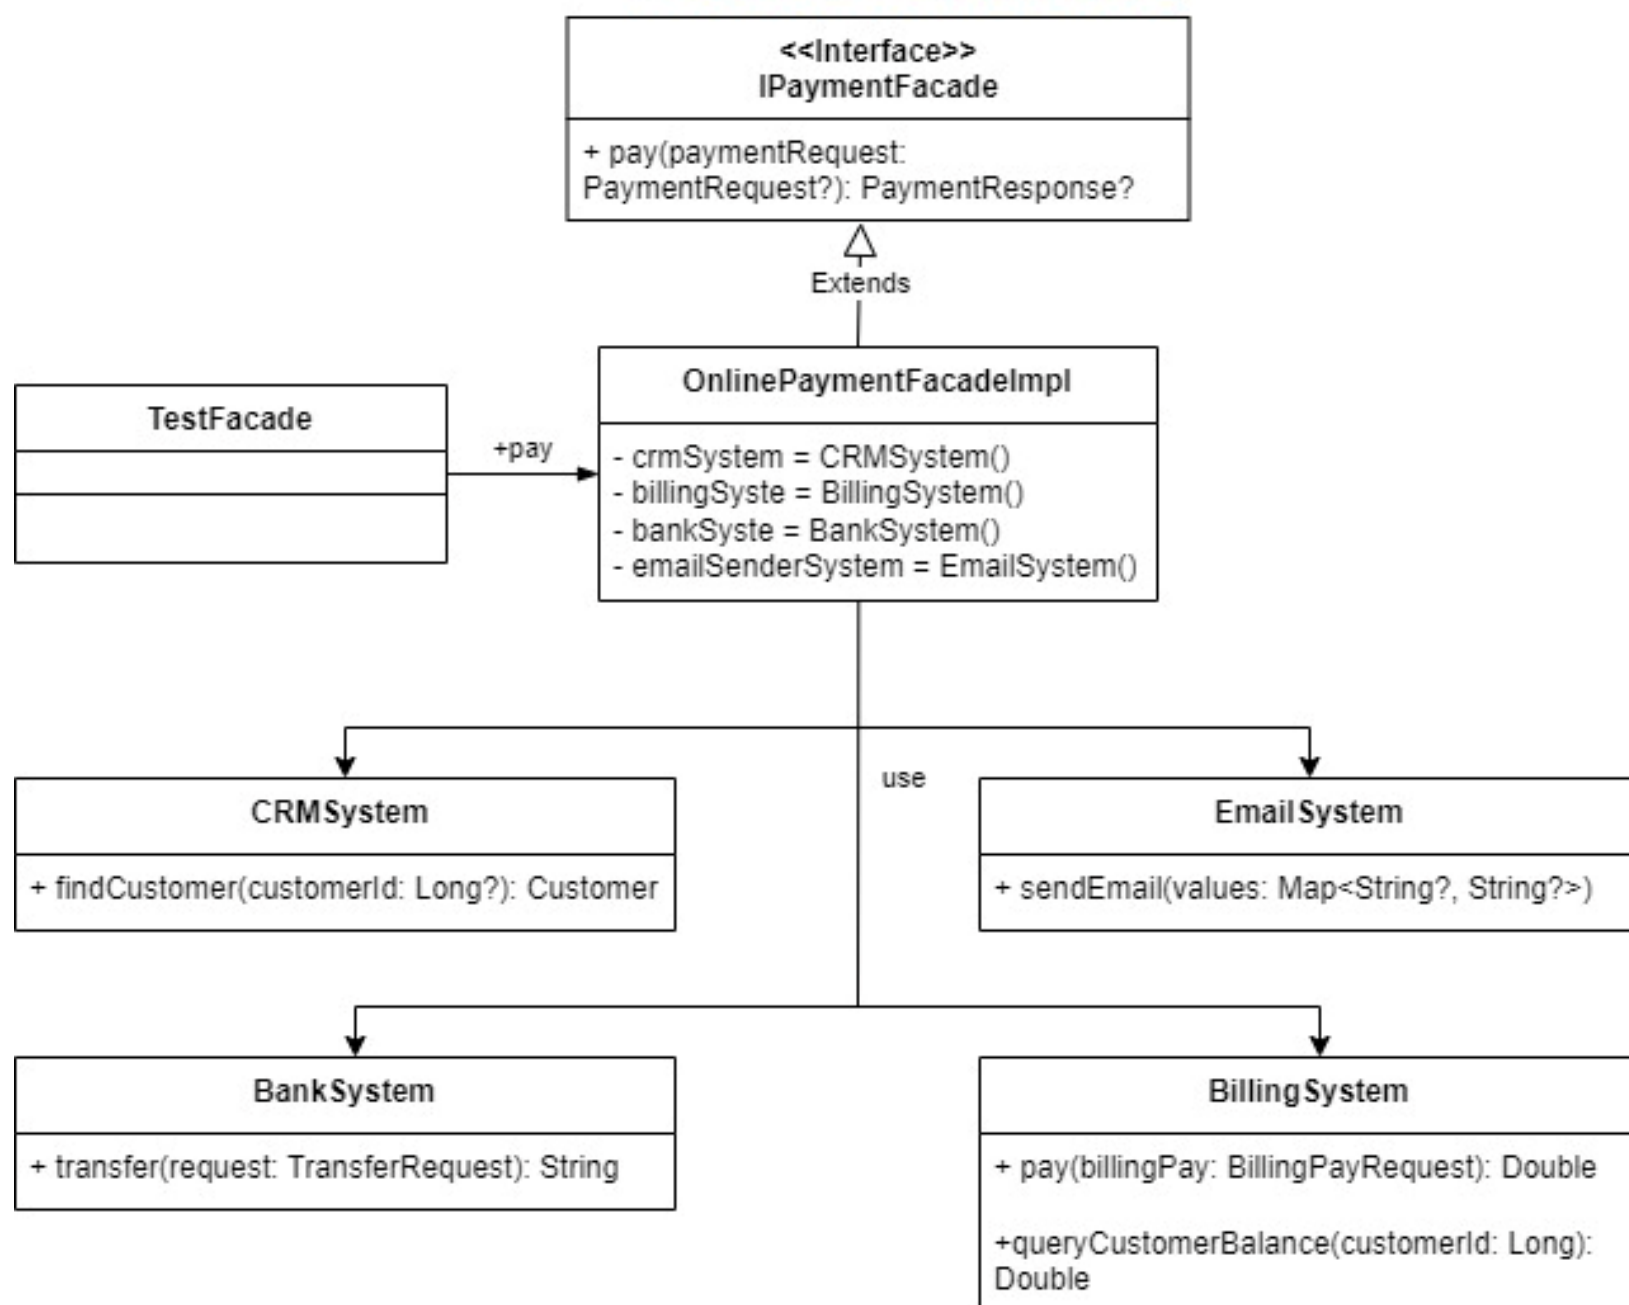 <<Interface>>
IPaymentFacade
+ pay(paymentRequest:
PaymentRequest?): PaymentResponse?
Extends
OnlinePaymentFacadeImpl
- crmSystem = CRMSystem()
- billingSyste = BillingSystem()
- bankSyste = BankSystem()
- emailSenderSystem = EmailSystem()
TestFacade
+pay
use
CRMSystem
+ findCustomer(customerId: Long?): Customer
EmailSystem
+ sendEmail(values: Map<String?, String?>)
BankSystem
+ transfer(request: TransferRequest): String
BillingSystem
+ pay(billingPay: BillingPayRequest): Double
+queryCustomerBalance(customerId: Long):
Double